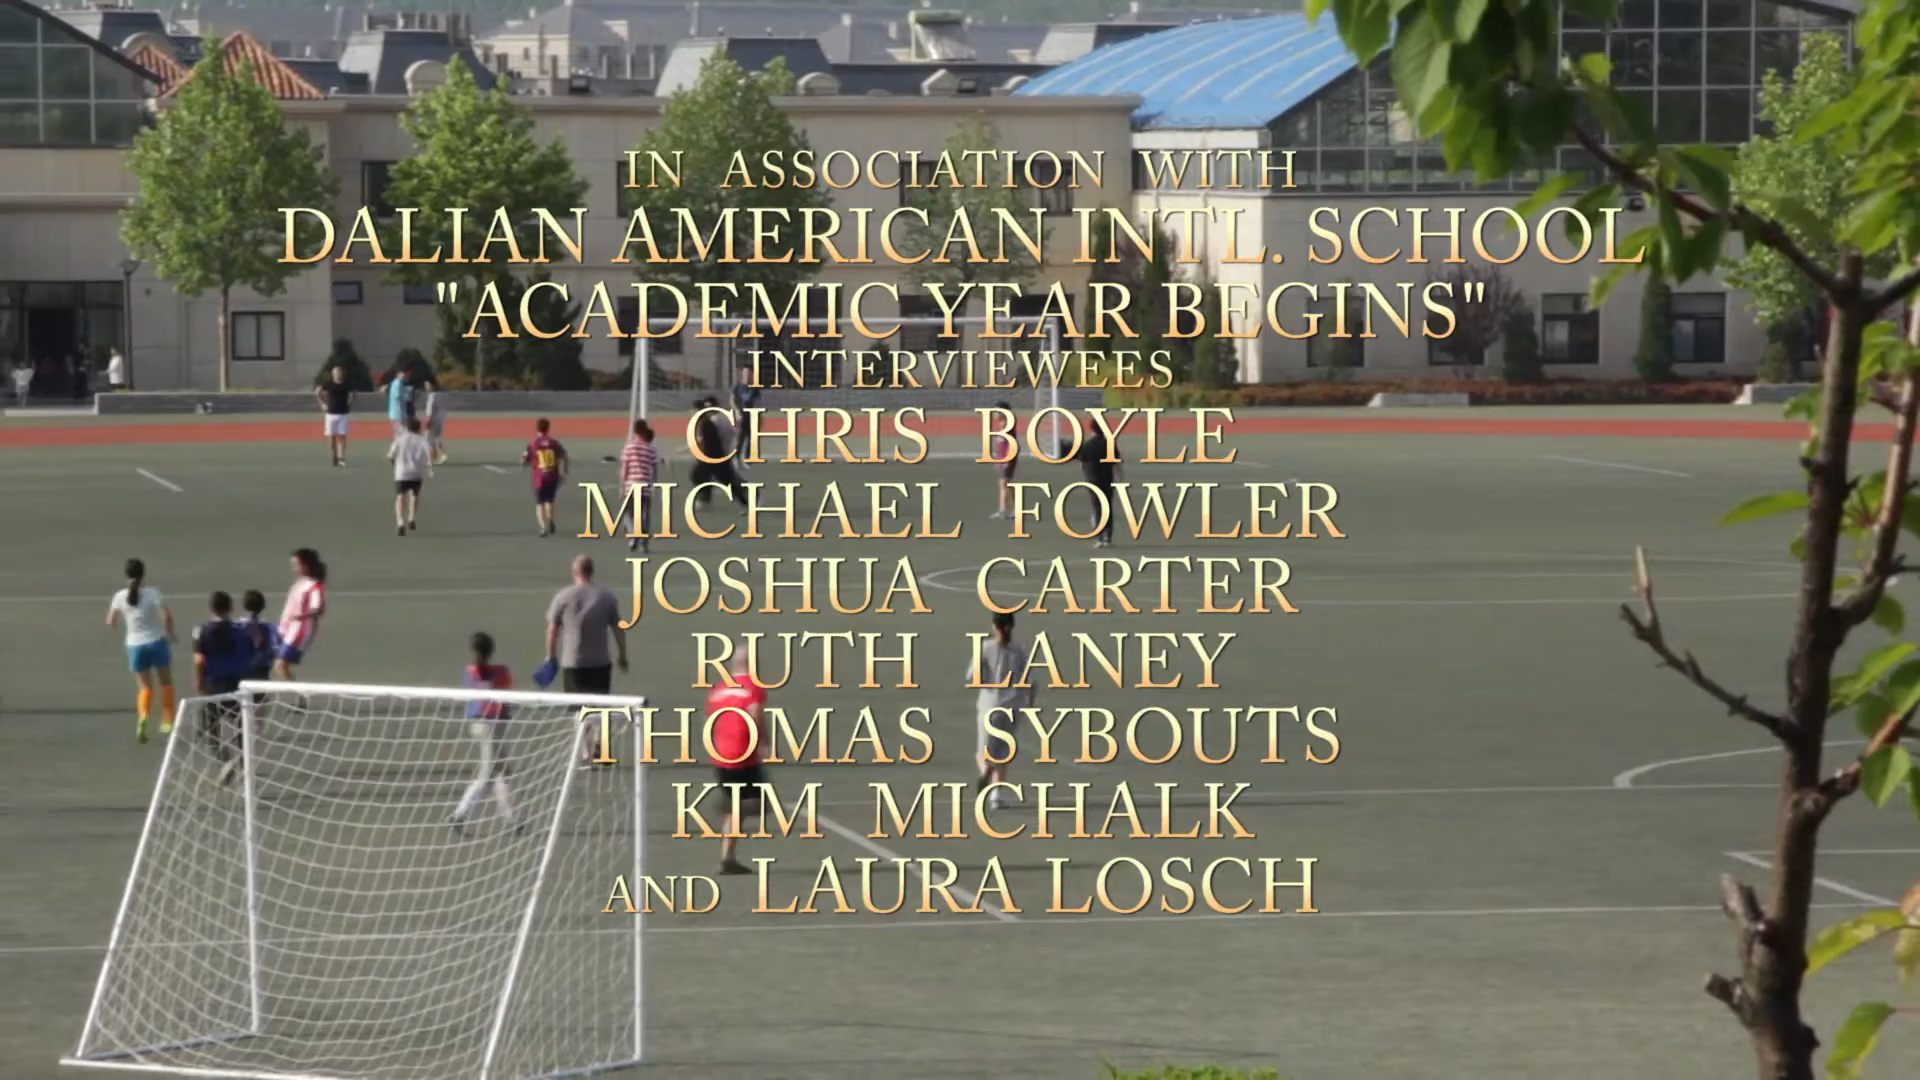 IN ASSOCIATION WITH
DALIAN AMERICAN INTL. SCHOOL
"ACADEMIC YEAR BEGINS"
INTERVIEWEES
CHRIS BOYLE
MICHAEL FOWLER
JOSHUA CARTER
RUTH LANEY
THOMAS SYBOUTS
KIM MICHALK
AND LAURA LOSCH
10